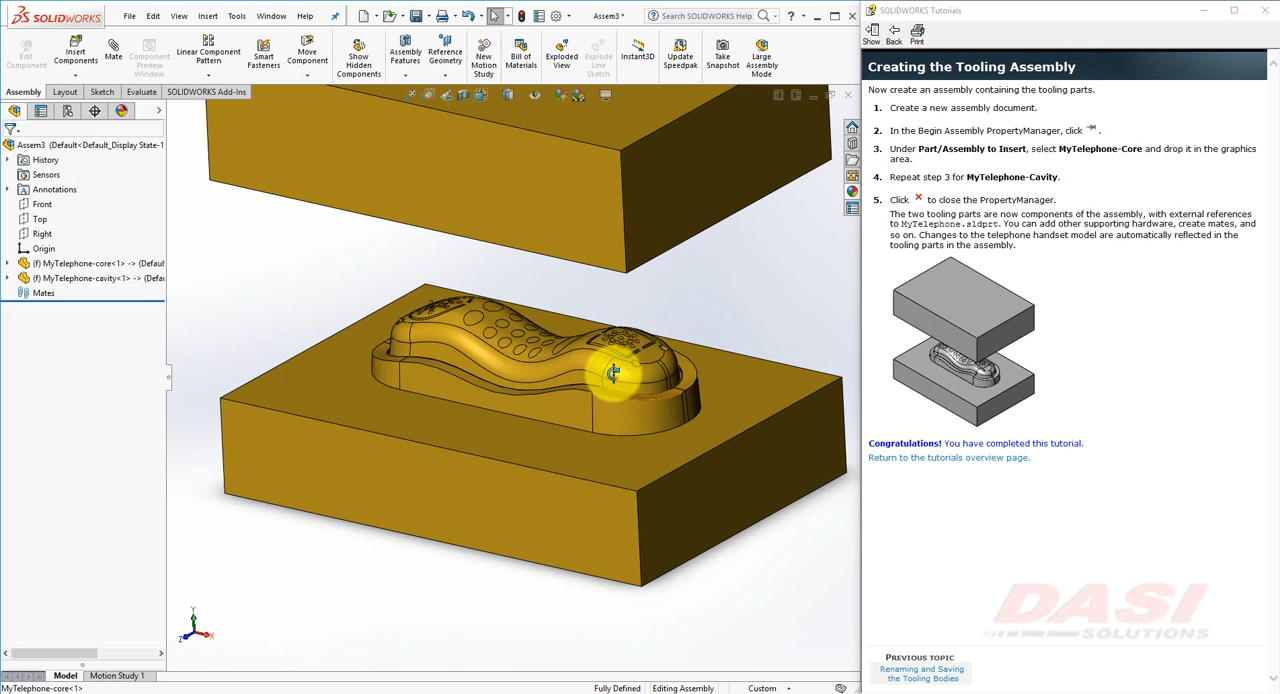 SOLIDWORKS
File Edit View Insert Tools Window Help
Assem3 *
Search SOLIDWORKS Help
SOLIDWORKS Tutorials
Show Back Print
Edit Component
Insert Components
Mate
Component Preview Window
Linear Component Pattern
Smart Fasteners
Move Component
Show Hidden Components
Assembly Features
Reference Geometry
New Motion Study
Bill of Materials
Exploded View
Explode Line Sketch
Instant3D
Update Speedpak
Take Snapshot
Large Assembly Mode
Assembly Layout Sketch Evaluate SOLIDWORKS Add-Ins
Assem3 (Default<Default_Display State-1
History
Sensors
Annotations
Front
Top
Right
Origin
(f) MyTelephone-core<1> -> (Defau
(f) MyTelephone-cavity<1> -> (Defa
Mates
Y
Z X
Model Motion Study 1
MyTelephone-core<1>
Fully Defined Editing Assembly Custom
Creating the Tooling Assembly
Now create an assembly containing the tooling parts.
1. Create a new assembly document.
2. In the Begin Assembly PropertyManager, click .
3. Under Part/Assembly to Insert, select MyTelephone-Core and drop it in the graphics
area.
4. Repeat step 3 for MyTelephone-Cavity.
5. Click to close the PropertyManager.
The two tooling parts are now components of the assembly, with external references
to MyTelephone.sldprt. You can add other supporting hardware, create mates, and
so on. Changes to the telephone handset model are automatically reflected in the
tooling parts in the assembly.
Congratulations! You have completed this tutorial.
Return to the tutorials overview page.
DASI
SOLUTIONS
PREVIOUS TOPIC
Renaming and Saving
the Tooling Bodies